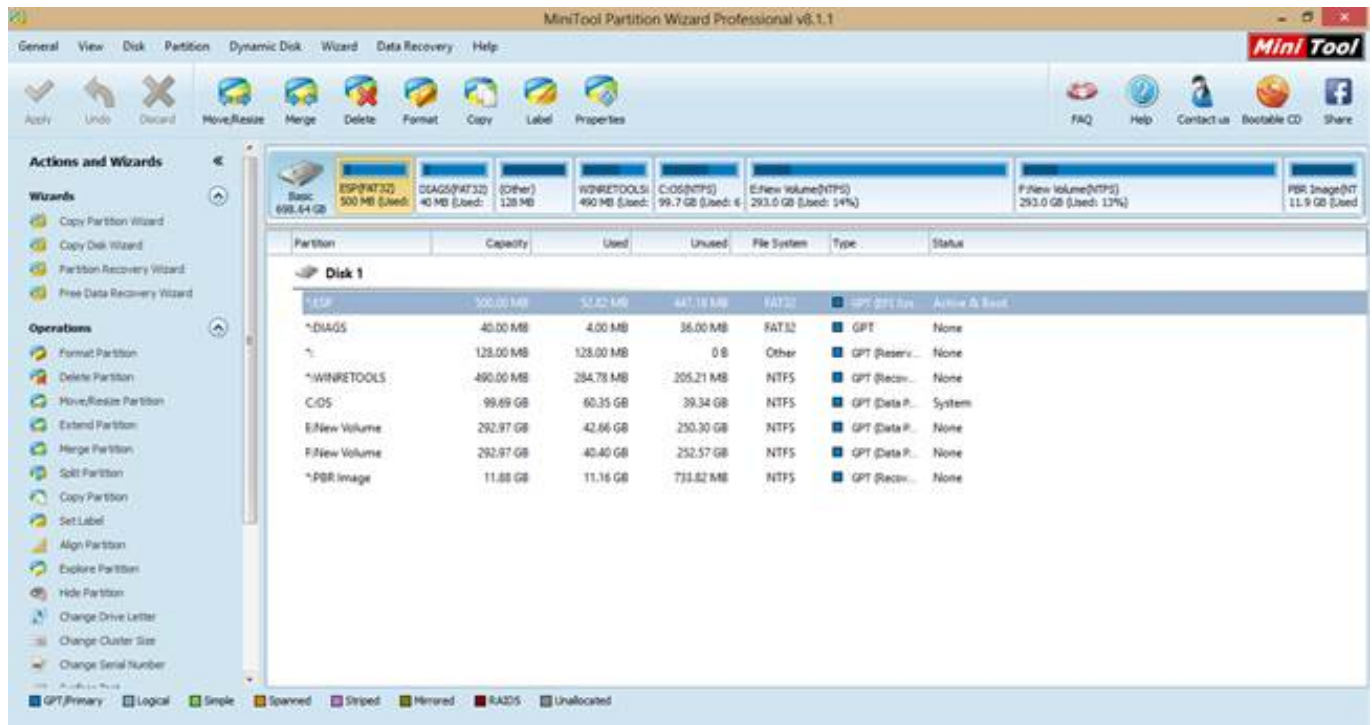 MiniTool Partition Wizard Professional v8.1.1
General View Disk Partition Dynamic Disk Wizard Data Recovery Help
Mini Tool
Apply Undo Discard Move/Resize Merge Delete Format Copy Label Properties FAQ Help Contact us Bootable CD Share
Actions and Wizards
Wizards
Copy Partition Wizard
Copy Disk Wizard
Partition Recovery Wizard
Free Data Recovery Wizard
Operations
Format Partition
Delete Partition
Move/Resize Partition
Extend Partition
Merge Partition
Split Partition
Copy Partition
Set Label
Align Partition
Explore Partition
Hide Partition
Change Drive Letter
Change Cluster Size
Change Serial Number
Basic
698.64 GB
ESP(FAT32) DIAGS(FAT32) (Other) WINRETOOLS( C:OS(NTFS) E:New Volume(NTFS) F:New Volume(NTFS) PBR Image(NT
500 MB (Used: 40 MB (Used: 128 MB 490 MB (Used: 99.7 GB (Used: 6 293.0 GB (Used: 14%) 293.0 GB (Used: 13%) 11.9 GB (Used
Partition Capacity Used Unused File System Type Status
Disk 1
*:ESP 500.00 MB 52.82 MB 447.18 MB FAT32 GPT (EFI Sys... Active & Boot
*:DIAGS 40.00 MB 4.00 MB 36.00 MB FAT32 GPT None
*: 128.00 MB 128.00 MB 0 B Other GPT (Reserv... None
*:WINRETOOLS 490.00 MB 284.78 MB 205.21 MB NTFS GPT (Recov... None
C:OS 99.69 GB 60.35 GB 39.34 GB NTFS GPT (Data P... System
E:New Volume 292.97 GB 42.66 GB 250.30 GB NTFS GPT (Data P... None
F:New Volume 292.97 GB 40.40 GB 252.57 GB NTFS GPT (Data P... None
*:PBR Image 11.88 GB 11.16 GB 733.82 MB NTFS GPT (Recov... None
GPT/Primary Logical Simple Spanned Striped Mirrored RAID5 Unallocated